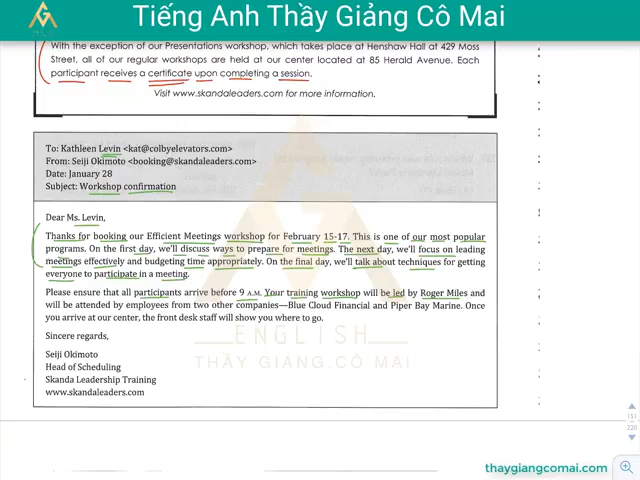 Tiếng Anh Thầy Giảng Cô Mai
With the exception of our Presentations workshop, which takes place at Henshaw Hall at 429 Moss
Street, all of our regular workshops are held at our center located at 85 Herald Avenue. Each
participant receives a certificate upon completing a session.
Visit www.skandaleaders.com for more information.
To: Kathleen Levin <kat@colbyelevators.com>
From: Seiji Okimoto <booking@skandaleaders.com>
Date: January 28
Subject: Workshop confirmation
Dear Ms. Levin,
Thanks for booking our Efficient Meetings workshop for February 15-17. This is one of our most popular
programs. On the first day, we'll discuss ways to prepare for meetings. The next day, we'll focus on leading
meetings effectively and budgeting time appropriately. On the final day, we'll talk about techniques for getting
everyone to participate in a meeting.
Please ensure that all participants arrive before 9 A.M. Your training workshop will be led by Roger Miles and
will be attended by employees from two other companies—Blue Cloud Financial and Piper Bay Marine. Once
you arrive at our center, the front desk staff will show you where to go.
Sincere regards,
ENGLISH
THẦY GIẢNG.CÔ MAI
Seiji Okimoto
Head of Scheduling
Skanda Leadership Training
www.skandaleaders.com
151
220
thaygiangcomai.com